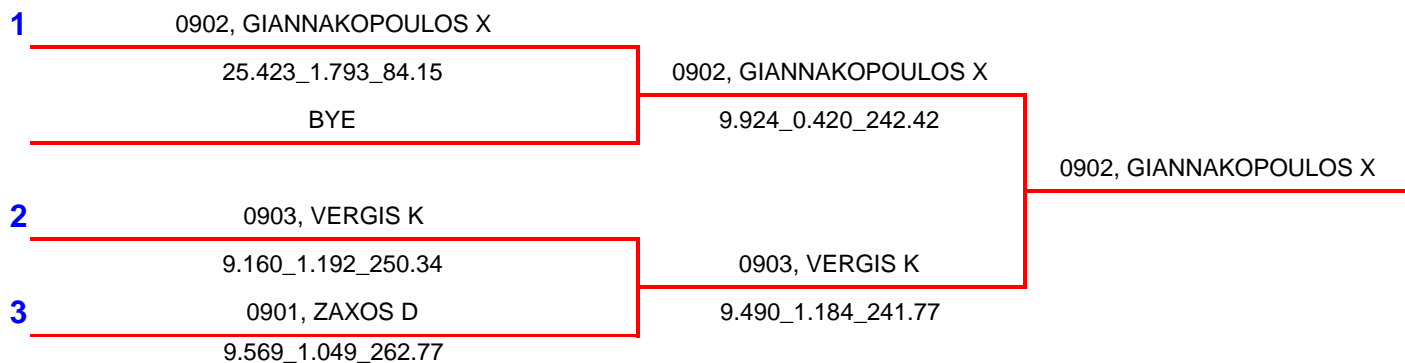 1
0902, GIANNAKOPOULOS X
25.423_1.793_84.15
BYE
2
0903, VERGIS K
9.160_1.192_250.34
3
0901, ZAXOS D
9.569_1.049_262.77
0902, GIANNAKOPOULOS X
9.924_0.420_242.42
0903, VERGIS K
9.490_1.184_241.77
0902, GIANNAKOPOULOS X